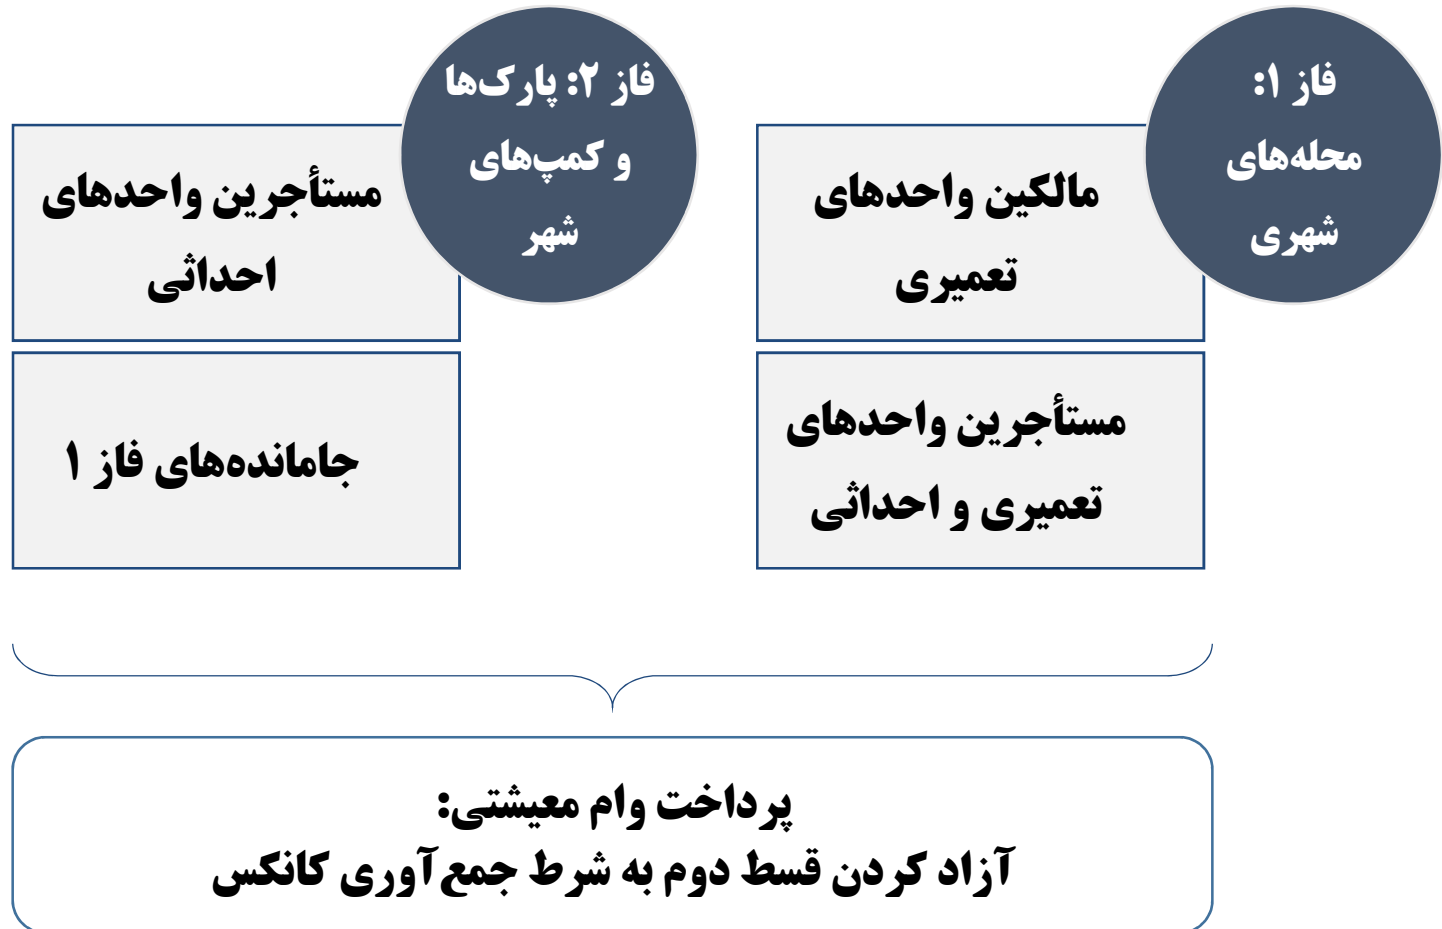 فاز ۱:
محله‌های
شهری
مالکین واحدهای
تعمیری
مستأجرین واحدهای
تعمیری و احداثی
فاز ۲: پارک‌ها
و کمپ‌های
شهر
مستأجرین واحدهای
احداثی
جامانده‌های فاز ۱
پرداخت وام معیشتی:
آزاد کردن قسط دوم به شرط جمع‌آوری کانکس